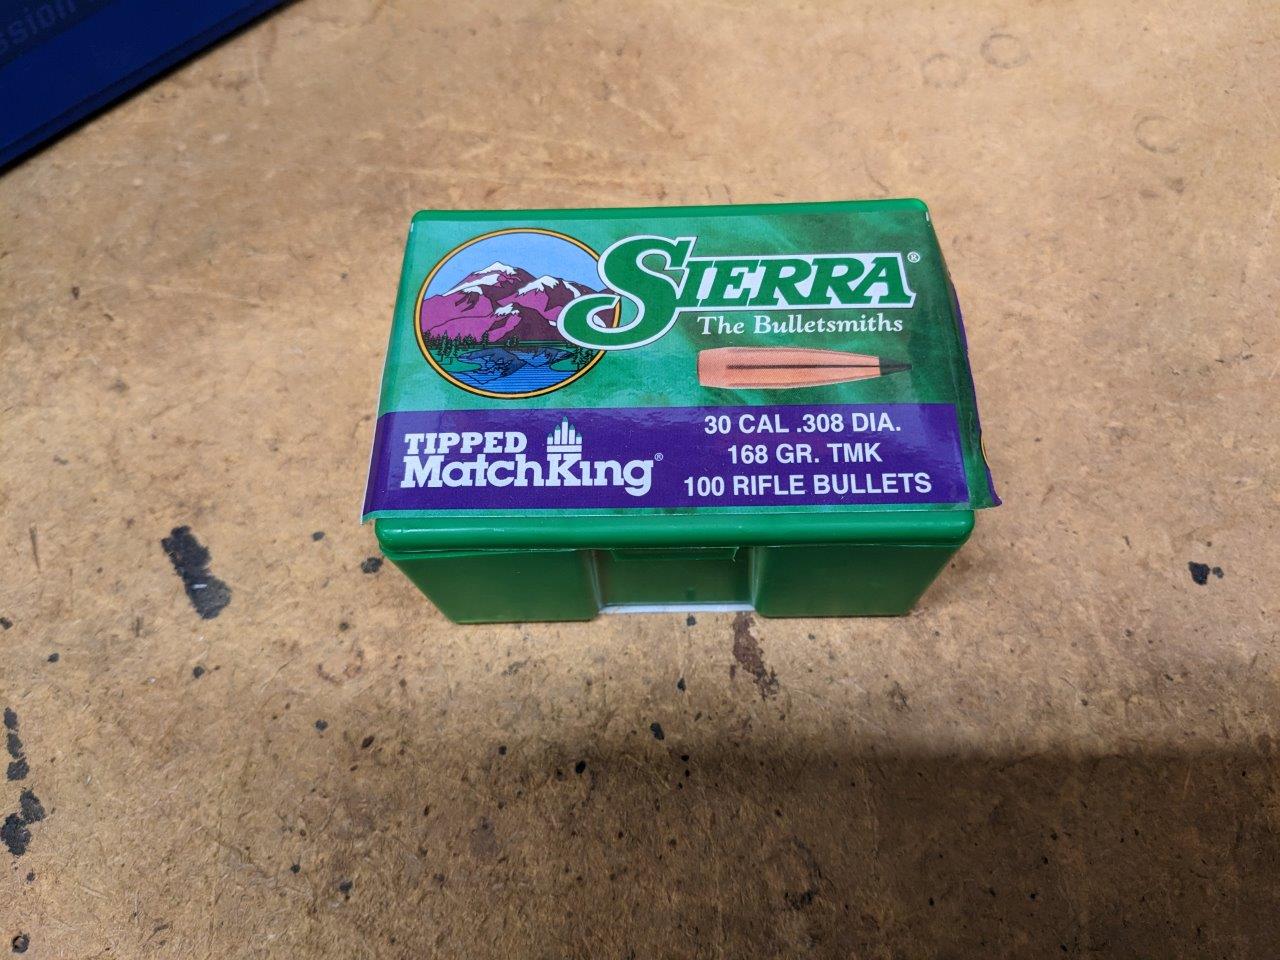 SIERRA®
The Bulletsmiths
TIPPED
MatchKing®
30 CAL .308 DIA.
168 GR. TMK
100 RIFLE BULLETS